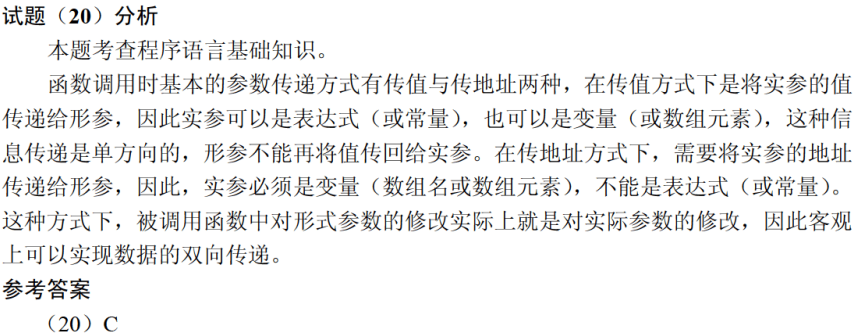 试题（20）分析
本题考查程序语言基础知识。
函数调用时基本的参数传递方式有传值与传地址两种，在传值方式下是将实参的值
传递给形参，因此实参可以是表达式（或常量），也可以是变量（或数组元素），这种信
息传递是单方向的，形参不能再将值传回给实参。在传地址方式下，需要将实参的地址
传递给形参，因此，实参必须是变量（数组名或数组元素），不能是表达式（或常量）。
这种方式下，被调用函数中对形式参数的修改实际上就是对实际参数的修改，因此客观
上可以实现数据的双向传递。
参考答案
（20）C